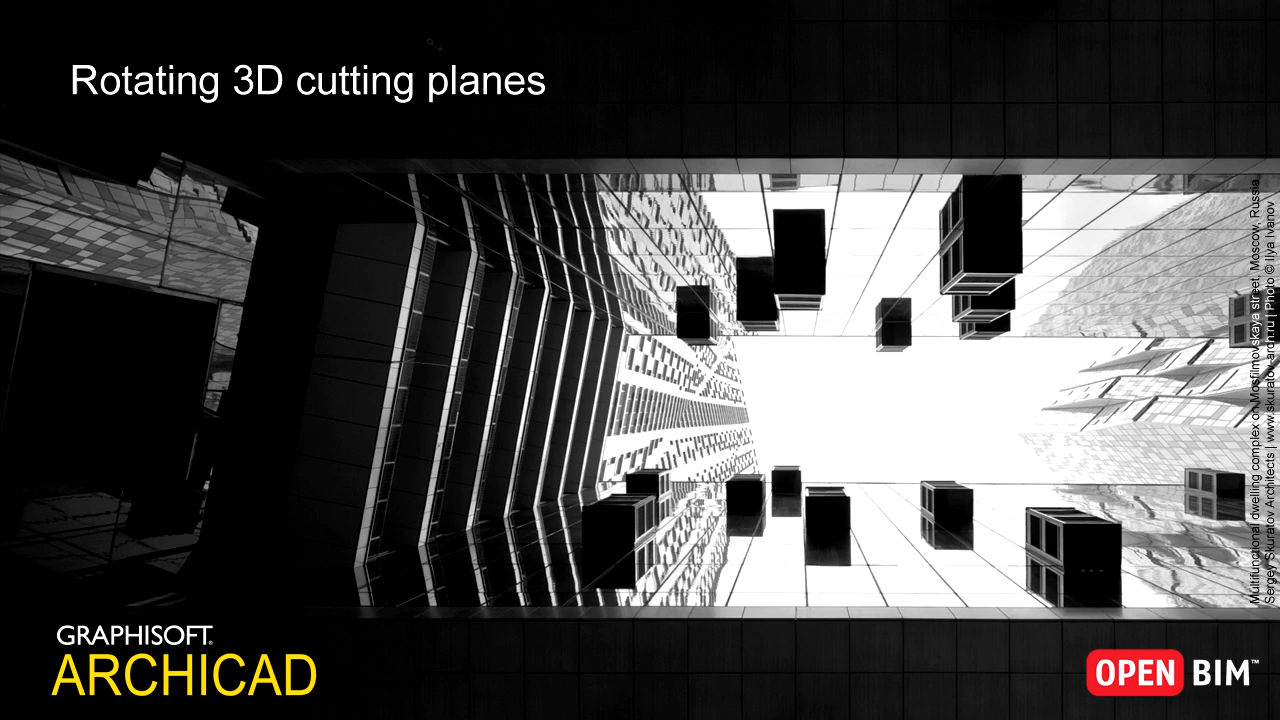 Rotating 3D cutting planes
Multifunctional dwelling complex on Mosfilmovskaya street, Moscow, Russia
Sergey Skuratov Architects | www.skuratov-arch.ru | Photo © Ilya Ivanov
GRAPHISOFT®
ARCHICAD
OPEN BIM™